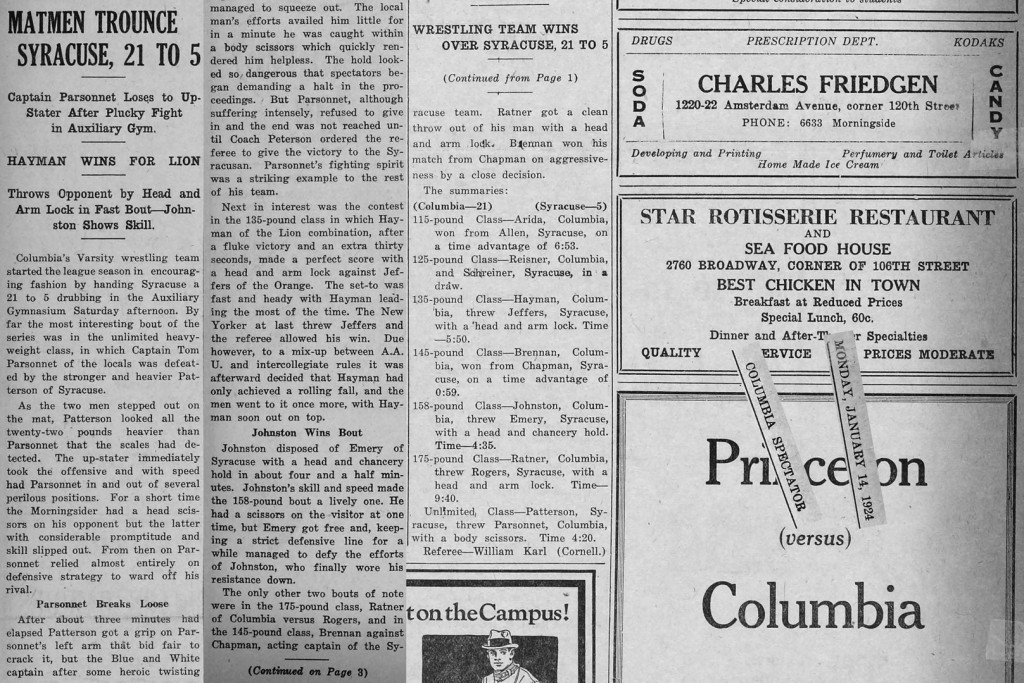 MATMEN TROUNCE
SYRACUSE, 21 TO 5
Captain Parsonnet Loses to Up-
Stater After Plucky Fight
in Auxiliary Gym.
HAYMAN WINS FOR LION
Throws Opponent by Head and
Arm Lock in Fast Bout—John-
ston Shows Skill.
Columbia's Varsity wrestling team
started the league season in encourag-
ing fashion by handing Syracuse a
21 to 5 drubbing in the Auxiliary
Gymnasium Saturday afternoon. By
far the most interesting bout of the
series was in the unlimited heavy-
weight class, in which Captain Tom
Parsonnet of the locals was defeat-
ed by the stronger and heavier Pat-
terson of Syracuse.
As the two men stepped out on
the mat, Patterson looked all the
twenty-two pounds heavier than
Parsonnet that the scales had de-
tected. The up-stater immediately
took the offensive and with speed
had Parsonnet in and out of several
perilous positions. For a short time
the Morningsider had a head scis-
sors on his opponent but the latter
with considerable promptitude and
skill slipped out. From then on Par-
sonnet relied almost entirely on
defensive strategy to ward off his
rival.
Parsonnet Breaks Loose
After about three minutes had
elapsed Patterson got a grip on Par-
sonnet's left arm that bid fair to
crack it, but the Blue and White
captain after some heroic twisting
managed to squeeze out. The local
man's efforts availed him little for
in a minute he was caught within
a body scissors which quickly ren-
dered him helpless. The hold look-
ed so dangerous that spectators be-
gan demanding a halt in the pro-
ceedings. But Parsonnet, although
suffering intensely, refused to give
in and the end was not reached un-
til Coach Peterson ordered the re-
feree to give the victory to the Sy-
racusan. Parsonnet's fighting spirit
was a striking example to the rest
of his team.
Next in interest was the contest
in the 135-pound class in which Hay-
man of the Lion combination, after
a fluke victory and an extra thirty
seconds, made a perfect score with
a head and arm lock against Jef-
fers of the Orange. The set-to was
fast and heady with Hayman lead-
ing the most of the time. The New
Yorker at last threw Jeffers and
the referee allowed his win. Due
however, to a mix-up between A.A.
U. and intercollegiate rules it was
afterward decided that Hayman had
only achieved a rolling fall, and the
men went to it once more, with Hay-
man soon out on top.
Johnston Wins Bout
Johnston disposed of Emery of
Syracuse with a head and chancery
hold in about four and a half min-
utes. Johnston's skill and speed made
the 158-pound bout a lively one. He
had a scissors on the visitor at one
time, but Emery got free and, keep-
ing a strict defensive line for a
while managed to defy the efforts
of Johnston, who finally wore his
resistance down.
The only other two bouts of note
were in the 175-pound class, Ratner
of Columbia versus Rogers, and in
the 145-pound class, Brennan against
Chapman, acting captain of the Sy-
(Continued on Page 3)
WRESTLING TEAM WINS
OVER SYRACUSE, 21 TO 5
(Continued from Page 1)
racuse team. Ratner got a clean
throw out of his man with a head
and arm lock. Brennan won his
match from Chapman on aggressive-
ness by a close decision.
The summaries:
(Columbia—21) (Syracuse—5)
115-pound Class—Arida, Columbia,
won from Allen, Syracuse, on
a time advantage of 6:53.
125-pound Class—Reisner, Columbia,
and Schreiner, Syracuse, in a
draw.
135-pound Class—Hayman, Colum-
bia, threw Jeffers, Syracuse,
with a head and arm lock. Time
—5:50.
145-pound Class—Brennan, Colum-
bia, won from Chapman, Syra-
cuse, on a time advantage of
0:59.
158-pound Class—Johnston, Colum-
bia, threw Emery, Syracuse,
with a head and chancery hold.
Time—4:35.
175-pound Class—Ratner, Columbia,
threw Rogers, Syracuse, with a
head and arm lock. Time—
9:40.
Unlimited Class—Patterson, Sy-
racuse, threw Parsonnet, Columbia,
with a body scissors. Time 4:20.
Referee—William Karl (Cornell.)
t on the Campus!
Special consideration to students
DRUGS PRESCRIPTION DEPT. KODAKS
SODA
CHARLES FRIEDGEN
CANDY
1220-22 Amsterdam Avenue, corner 120th Street
PHONE: 6633 Morningside
Developing and Printing Perfumery and Toilet Articles
Home Made Ice Cream
STAR ROTISSERIE RESTAURANT
AND
SEA FOOD HOUSE
2760 BROADWAY, CORNER OF 106TH STREET
BEST CHICKEN IN TOWN
Breakfast at Reduced Prices
Special Lunch, 60c.
Dinner and After-T r Specialties
QUALITY ERVICE PRICES MODERATE
COLUMBIA SPECTATOR
MONDAY, JANUARY 14, 1924
Princeton
(versus)
Columbia